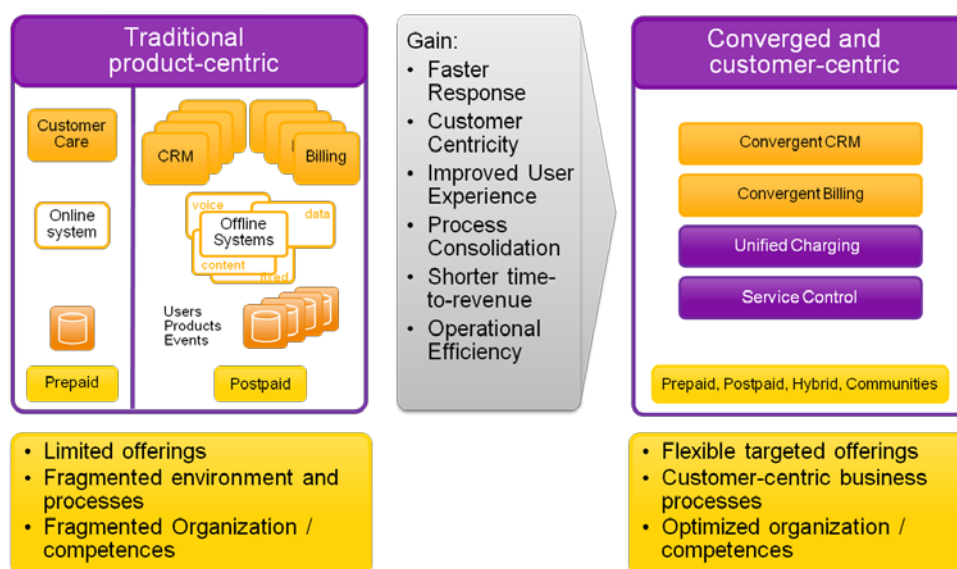 Traditional
product-centric
Customer
Care
CRM
Billing
Online
system
voice
data
Offline
Systems
content
fixed
Users
Products
Events
Prepaid
Postpaid
• Limited offerings
• Fragmented environment and
processes
• Fragmented Organization /
competences
Gain:
• Faster
Response
• Customer
Centricity
• Improved User
Experience
• Process
Consolidation
• Shorter time-
to-revenue
• Operational
Efficiency
Converged and
customer-centric
Convergent CRM
Convergent Billing
Unified Charging
Service Control
Prepaid, Postpaid, Hybrid, Communities
• Flexible targeted offerings
• Customer-centric business
processes
• Optimized organization /
competences